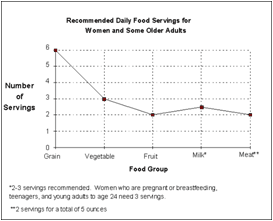 Recommended Daily Food Servings for
Women and Some Older Adults
6
5
4
3
2
1
0
Number
of
Servings
Grain Vegetable Fruit Milk* Meat**
Food Group
*2-3 servings recommended. Women who are pregnant or breastfeeding,
teenagers, and young adults to age 24 need 3 servings.
**2 servings for a total of 5 ounces